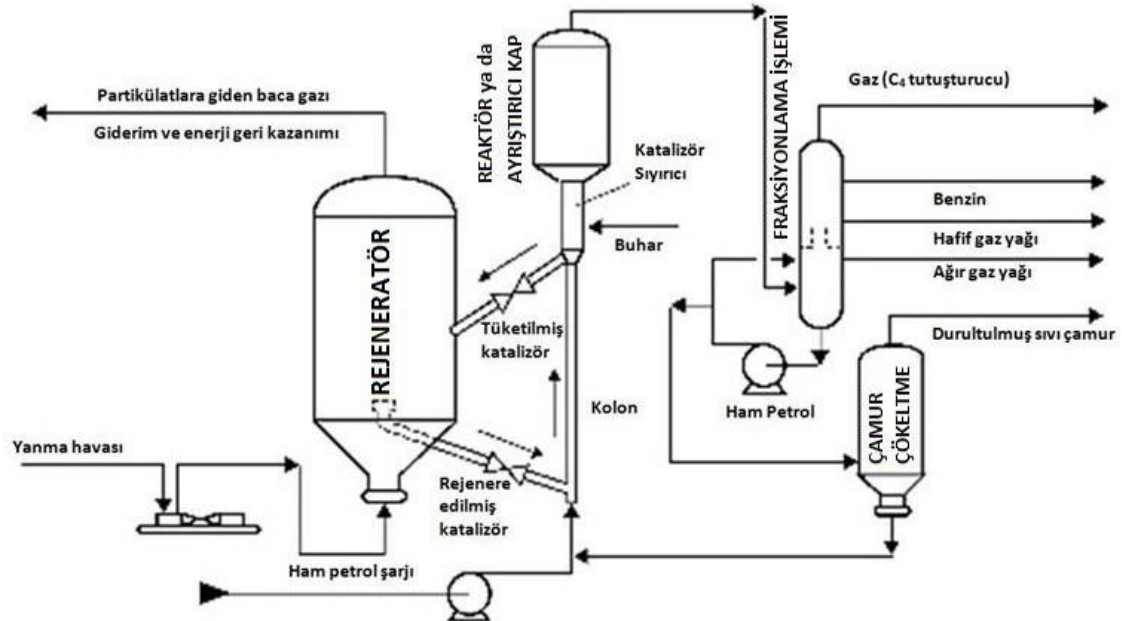 REAKTÖR ya da
AYRIŞTIRICI KAP
FRAKSİYONLAMA İŞLEMİ
Gaz (C₄ tutuşturucu)
Partikülatlara giden baca gazı
Giderim ve enerji geri kazanımı
Katalizör
Sıyırıcı
Benzin
Buhar
Hafif gaz yağı
Ağır gaz yağı
REJENERATÖR
Tüketilmiş
katalizör
Durultulmuş sıvı çamur
Kolon
Ham Petrol
ÇAMUR
ÇÖKELTME
Yanma havası
Rejenere
edilmiş
katalizör
Ham petrol şarjı